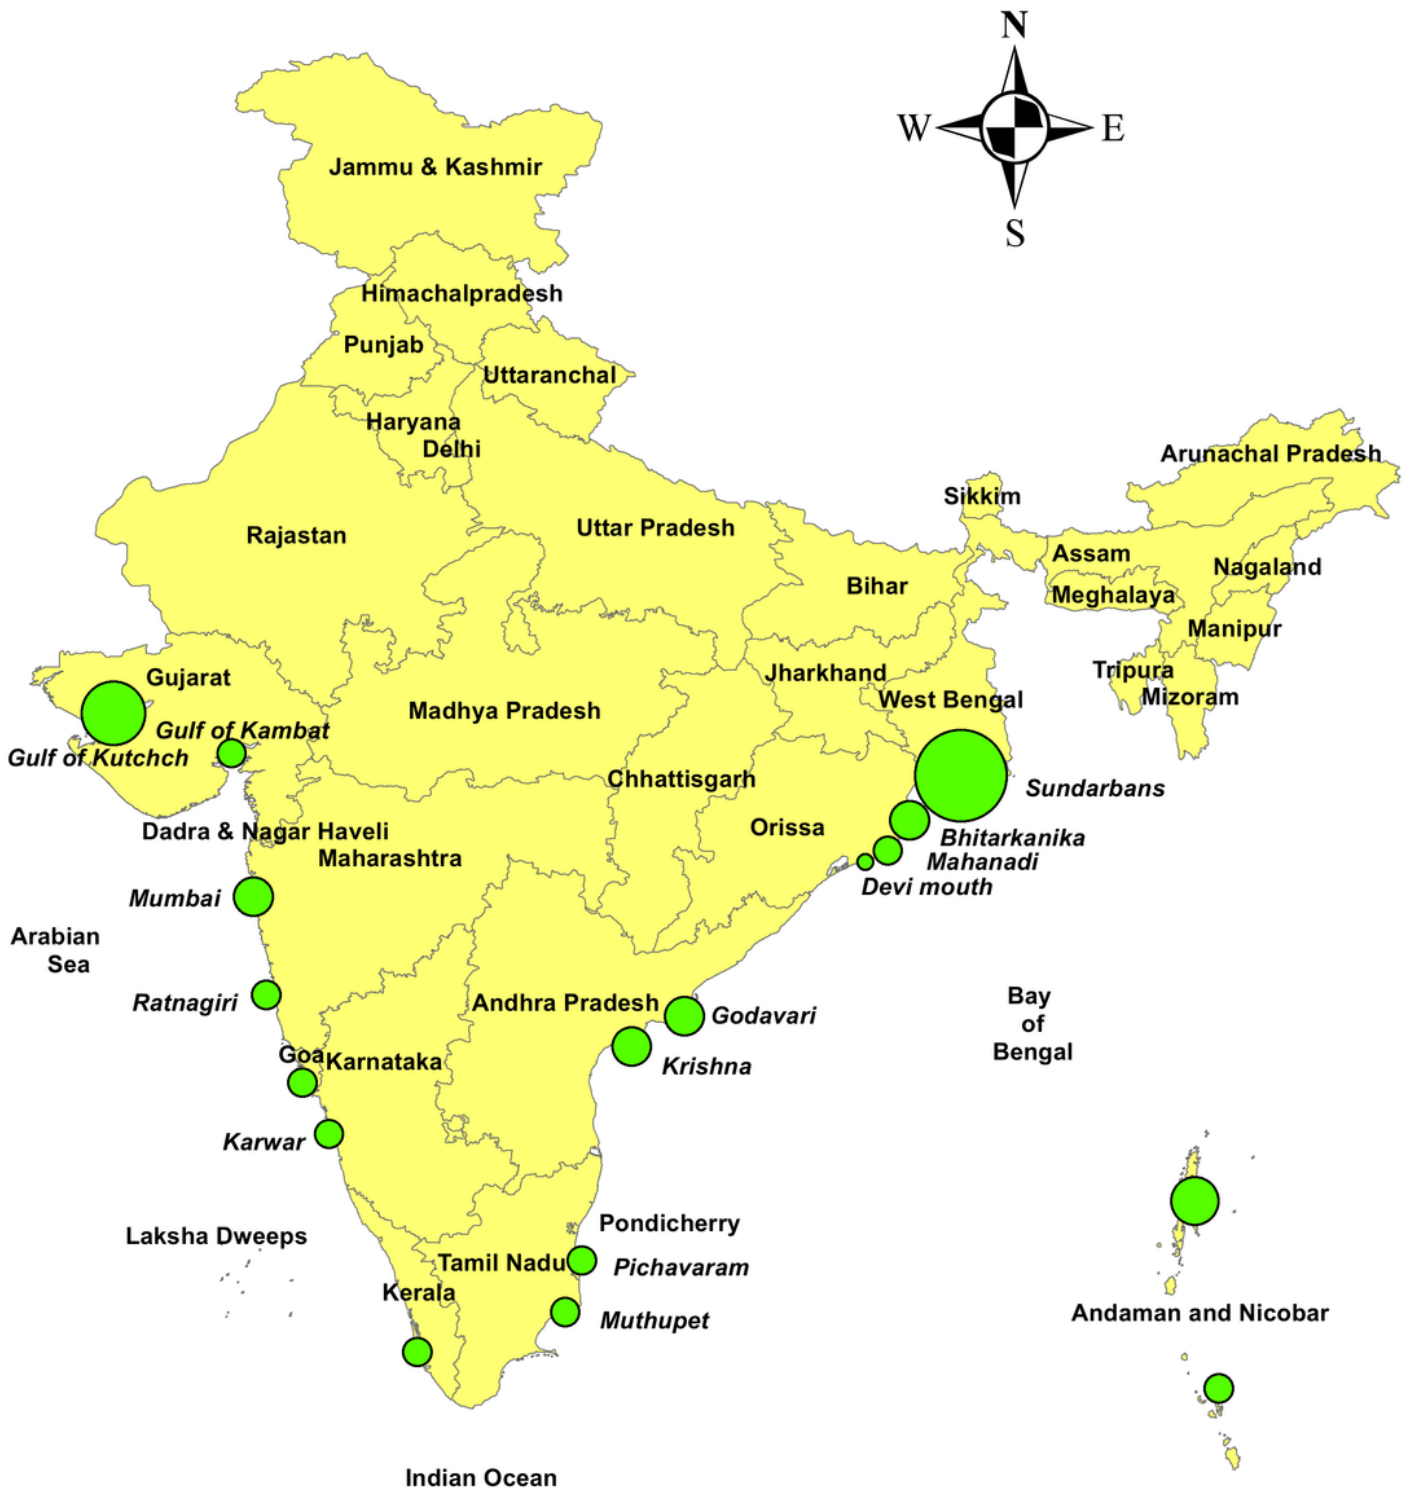 N
W
E
S
Jammu & Kashmir
Himachalpradesh
Punjab
Uttaranchal
Haryana
Delhi
Arunachal Pradesh
Sikkim
Rajastan
Uttar Pradesh
Assam
Nagaland
Bihar
Meghalaya
Manipur
Gujarat
Jharkhand
Tripura
West Bengal
Mizoram
Madhya Pradesh
Gulf of Kambat
Gulf of Kutchch
Chhattisgarh
Sundarbans
Dadra & Nagar Haveli
Orissa
Bhitarkanika
Maharashtra
Mahanadi
Devi mouth
Mumbai
Arabian
Sea
Ratnagiri
Andhra Pradesh
Godavari
Bay
of
Bengal
Goa
Karnataka
Krishna
Karwar
Laksha Dweeps
Pondicherry
Tamil Nadu
Pichavaram
Kerala
Muthupet
Andaman and Nicobar
Indian Ocean